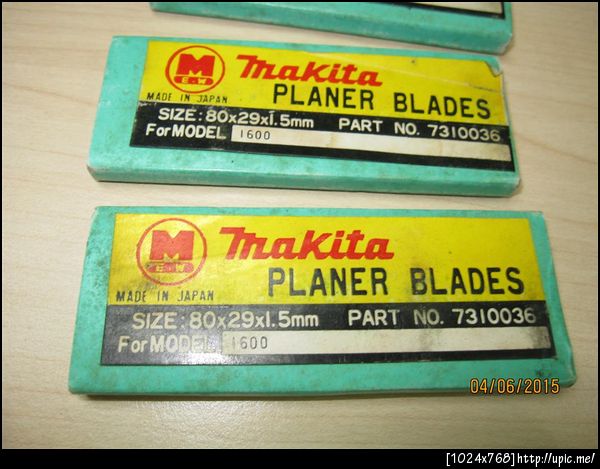 M
E.W
Makita
MADE IN JAPAN
PLANER BLADES
SIZE: 80x29x1.5mm PART NO. 7310036
For MODEL 1600
M
E.W
Makita
MADE IN JAPAN
PLANER BLADES
SIZE: 80x29x1.5mm PART NO. 7310036
For MODEL 1600
04/06/2015
[1024x768]http://upic.me/